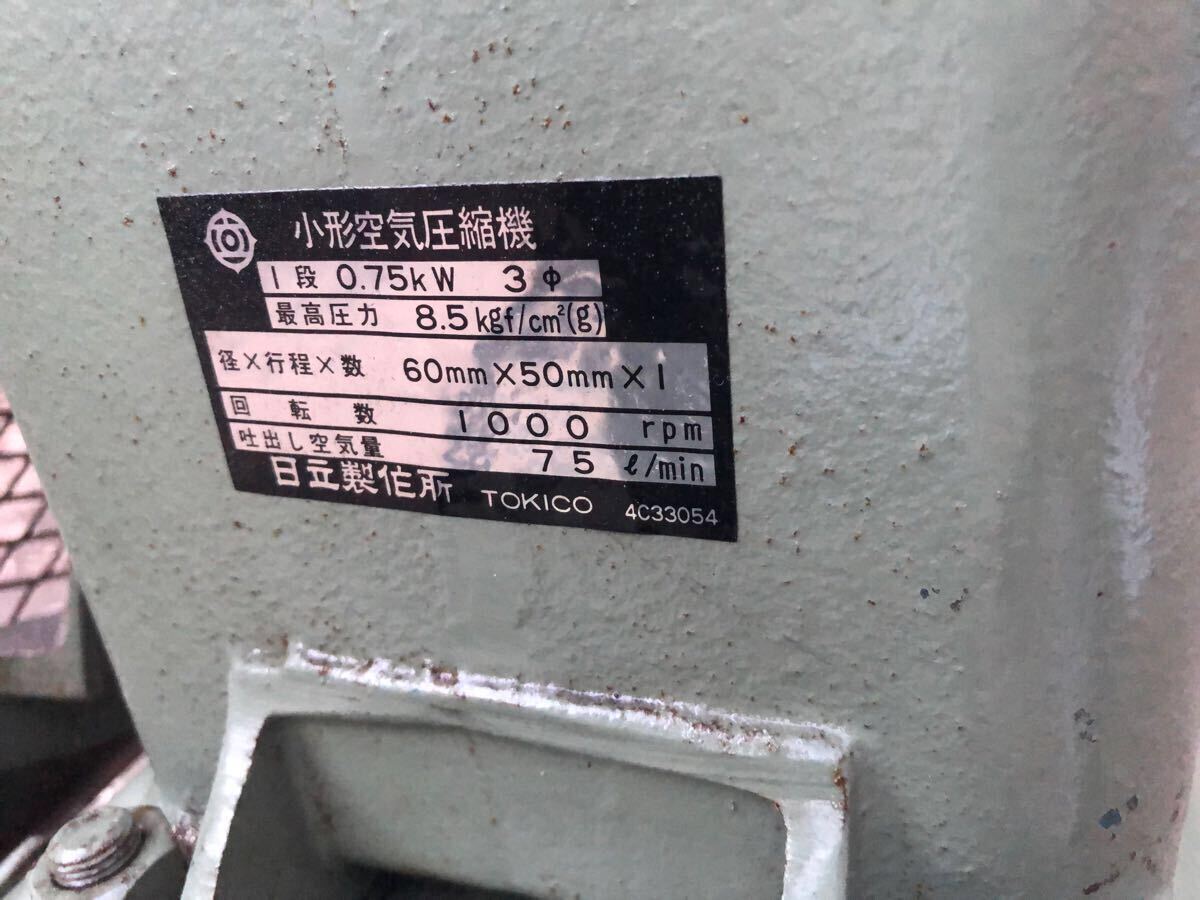 小形空気圧縮機
1段 0.75kW 3Φ
最高圧力 8.5kgf/cm²(g)
径×行程×数 60mm×50mm×1
回転数 1000 rpm
吐出し空気量 75 ℓ/min
日立製作所 TOKICO 4C33054